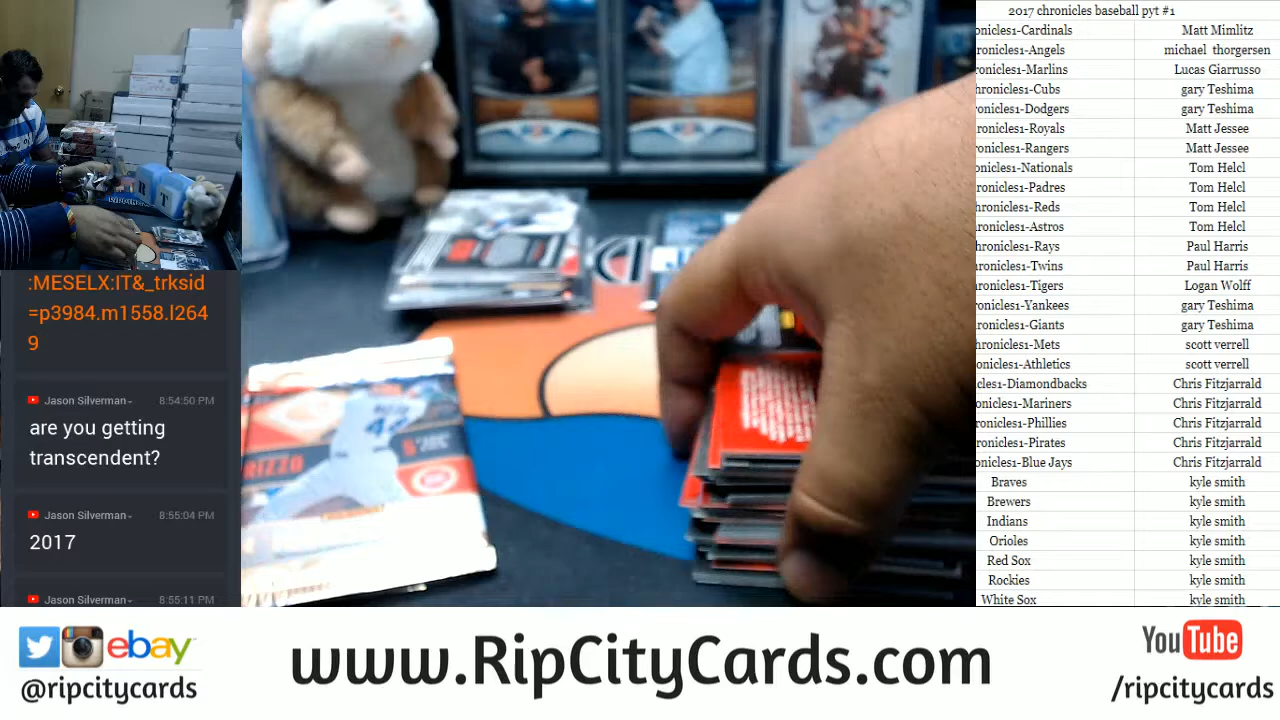 :MESELX:IT&_trksid
=p3984.m1558.l264
9
Jason Silverman
8:54:50 PM
are you getting
transcendent?
Jason Silverman
8:55:04 PM
2017
Jason Silverman
8:55:11 PM
R T
RIZZO
44
2017 chronicles baseball pyt #1
onicles1-Cardinals Matt Mimlitz
ronicles1-Angels michael thorgersen
ronicles1-Marlins Lucas Giarrusso
hronicles1-Cubs gary Teshima
ronicles1-Dodgers gary Teshima
ronicles1-Royals Matt Jessee
ronicles1-Rangers Matt Jessee
onicles1-Nationals Tom Helcl
ronicles1-Padres Tom Helcl
hronicles1-Reds Tom Helcl
ronicles1-Astros Tom Helcl
hronicles1-Rays Paul Harris
ronicles1-Twins Paul Harris
ronicles1-Tigers Logan Wolff
ronicles1-Yankees gary Teshima
ronicles1-Giants gary Teshima
hronicles1-Mets scott verrell
onicles1-Athletics scott verrell
cles1-Diamondbacks Chris Fitzjarrald
onicles1-Mariners Chris Fitzjarrald
ronicles1-Phillies Chris Fitzjarrald
ronicles1-Pirates Chris Fitzjarrald
onicles1-Blue Jays Chris Fitzjarrald
Braves kyle smith
Brewers kyle smith
Indians kyle smith
Orioles kyle smith
Red Sox kyle smith
Rockies kyle smith
White Sox kyle smith
ebay
@ripcitycards
www.RipCityCards.com
YouTube
/ripcitycards